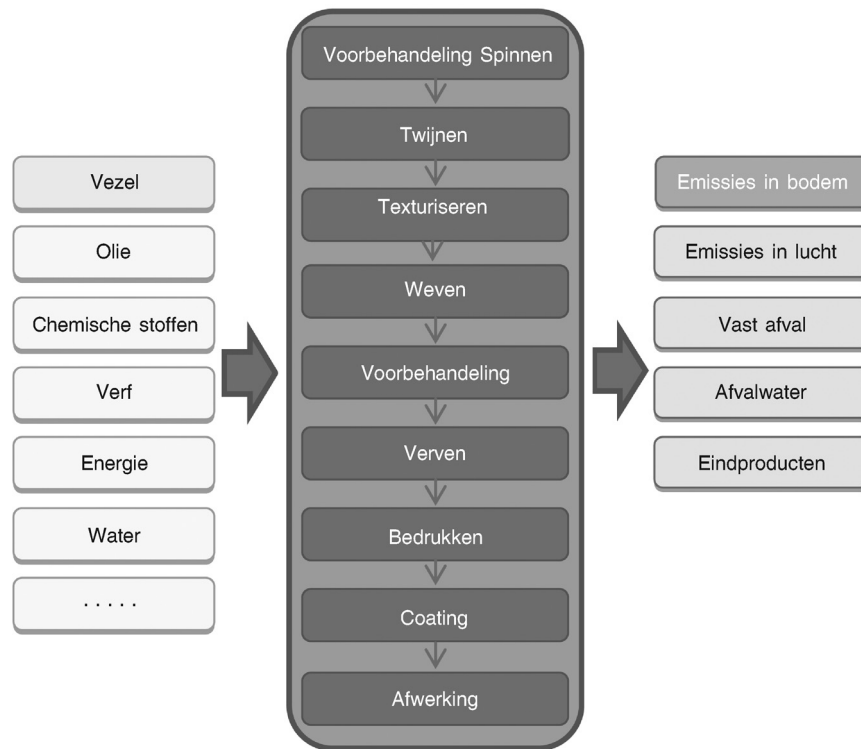 Vezel
Olie
Chemische stoffen
Verf
Energie
Water
. . . . .
Voorbehandeling Spinnen
Twijnen
Texturiseren
Weven
Voorbehandeling
Verven
Bedrukken
Coating
Afwerking
Emissies in bodem
Emissies in lucht
Vast afval
Afvalwater
Eindproducten